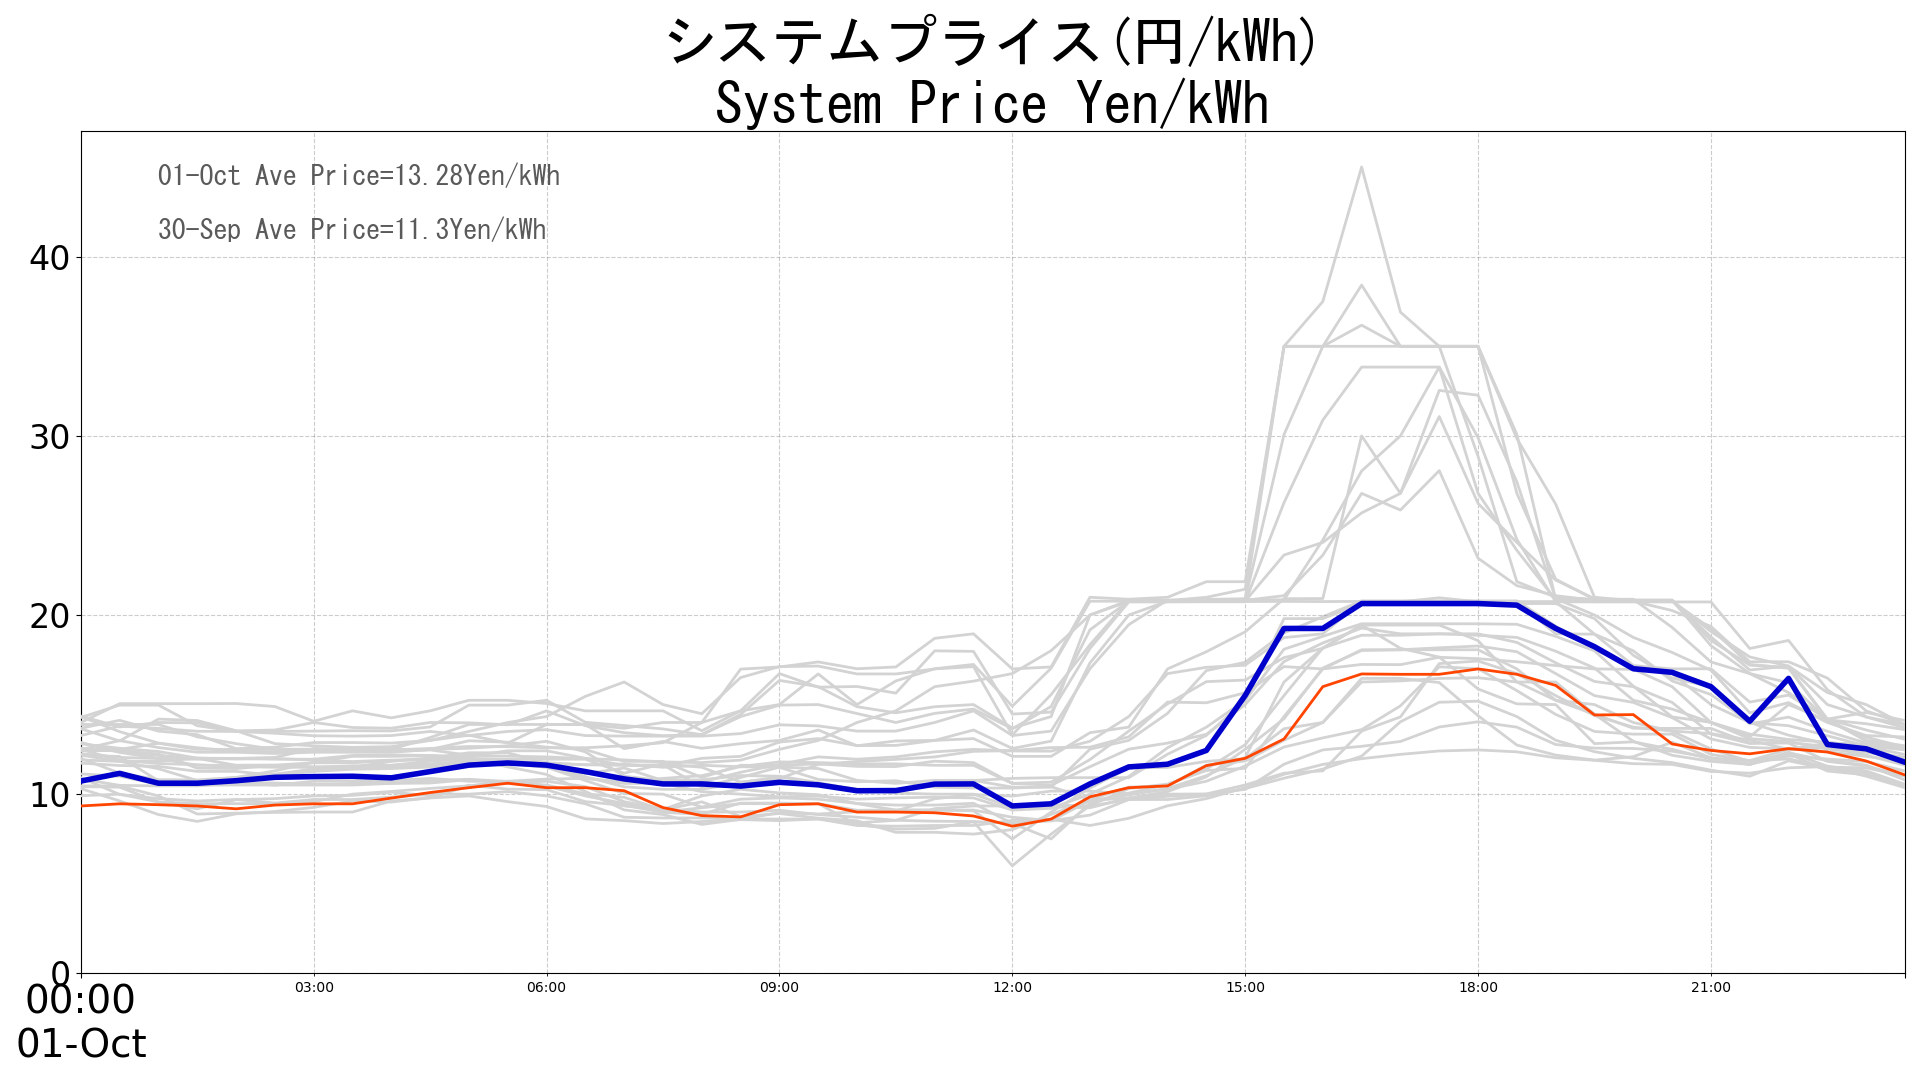 システムプライス(円/kWh)
System Price Yen/kWh
01-Oct Ave Price=13.28Yen/kWh
30-Sep Ave Price=11.3Yen/kWh
40
30
20
10
0
00:00 03:00 06:00 09:00 12:00 15:00 18:00 21:00
01-Oct